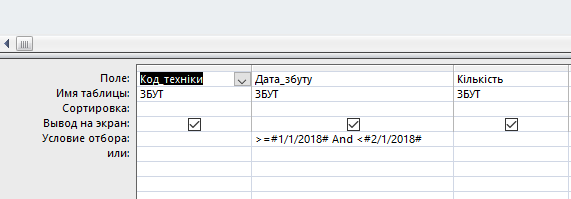 Поле: Код_техніки Дата_збуту Кількість
Имя таблицы: ЗБУТ ЗБУТ ЗБУТ
Сортировка:
Вывод на экран:
Условие отбора: >=#1/1/2018# And <#2/1/2018#
или: